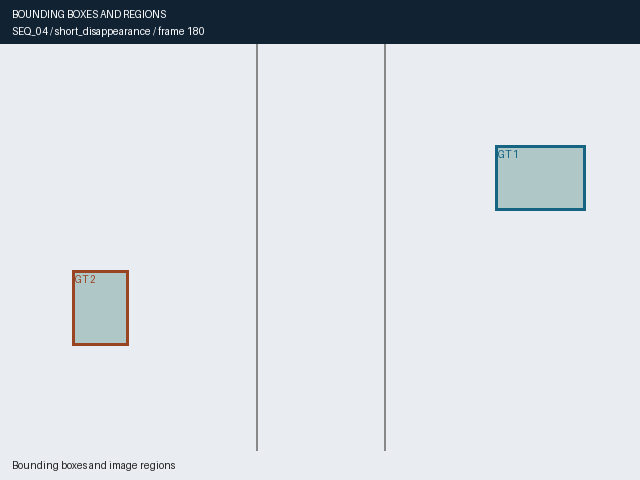 BOUNDING BOXES AND REGIONS
SEQ_04 / short_disappearance / frame 180
GT1
GT2
Bounding boxes and image regions